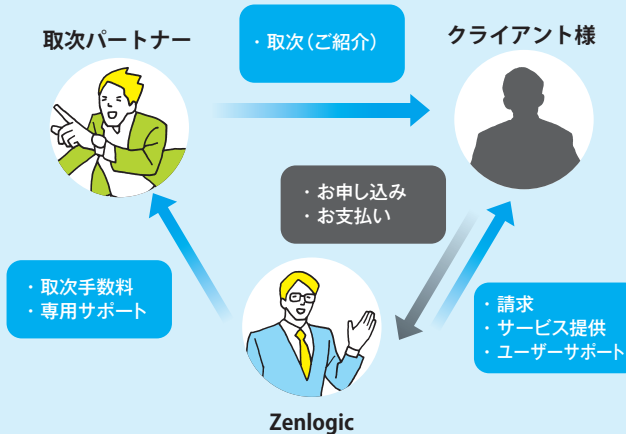 取次パートナー
・取次（ご紹介）
クライアント様
・お申し込み
・お支払い
・取次手数料
・専用サポート
・請求
・サービス提供
・ユーザーサポート
Zenlogic